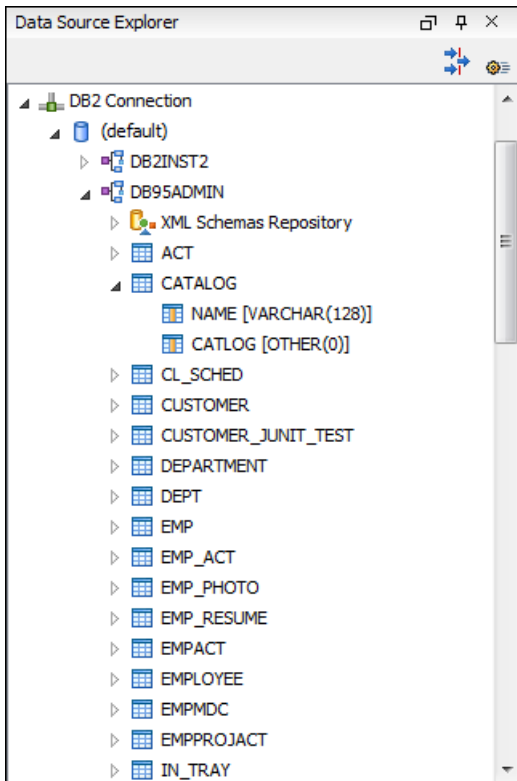 Data Source Explorer
DB2 Connection
(default)
DB2INST2
DB95ADMIN
XML Schemas Repository
ACT
CATALOG
NAME [VARCHAR(128)]
CATLOG [OTHER(0)]
CL_SCHED
CUSTOMER
CUSTOMER_JUNIT_TEST
DEPARTMENT
DEPT
EMP
EMP_ACT
EMP_PHOTO
EMP_RESUME
EMPACT
EMPLOYEE
EMPMDC
EMPPROJACT
IN_TRAY